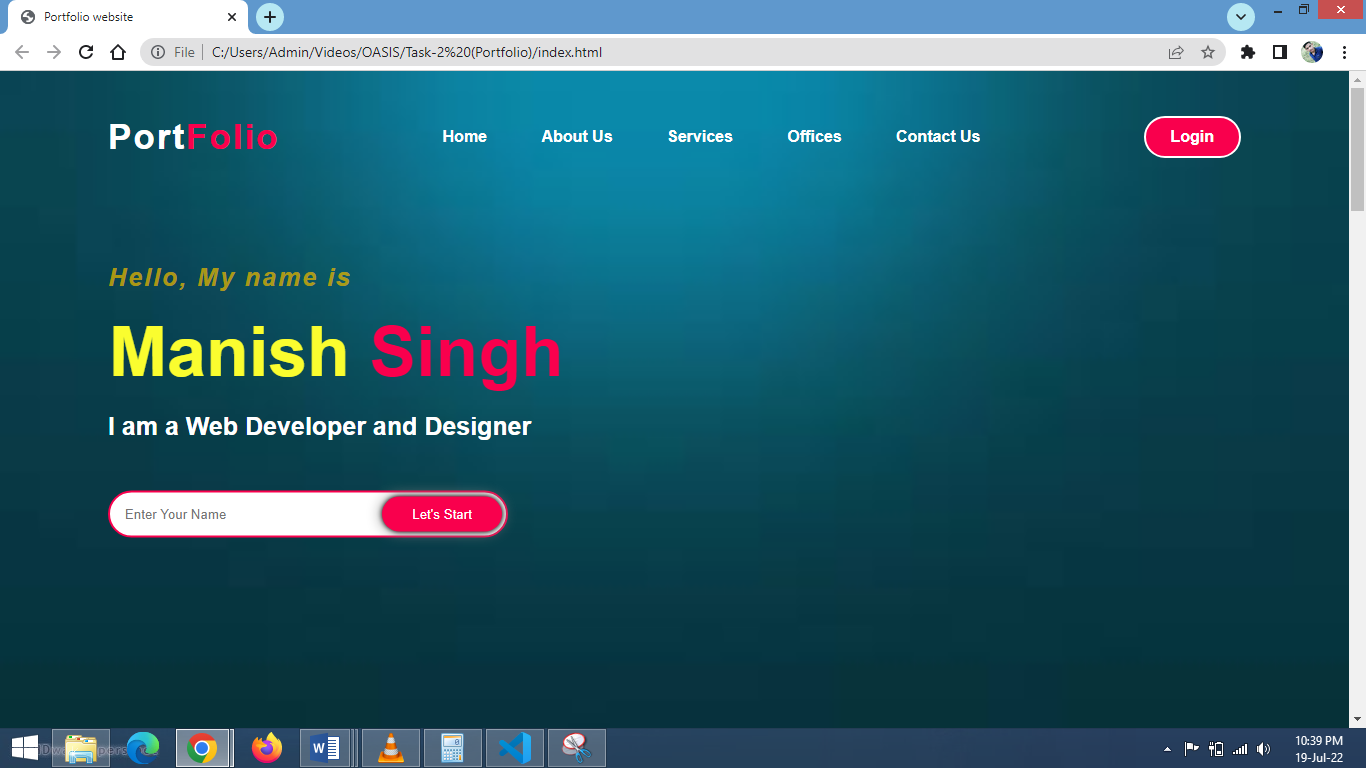 Portfolio website
File
C:/Users/Admin/Videos/OASIS/Task-2%20(Portfolio)/index.html
PortFolio
Home
About Us
Services
Offices
Contact Us
Login
Hello, My name is
Manish Singh
I am a Web Developer and Designer
Enter Your Name
Let's Start
10:39 PM
19-Jul-22